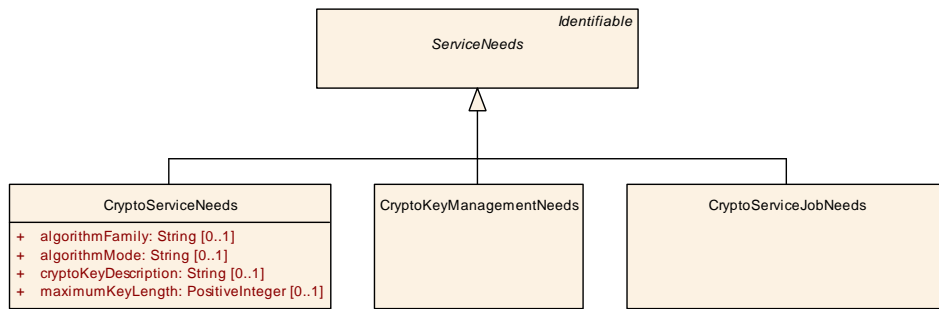 Identifiable
ServiceNeeds
CryptoServiceNeeds
+ algorithmFamily: String [0..1]
+ algorithmMode: String [0..1]
+ cryptoKeyDescription: String [0..1]
+ maximumKeyLength: PositiveInteger [0..1]
CryptoKeyManagementNeeds
CryptoServiceJobNeeds